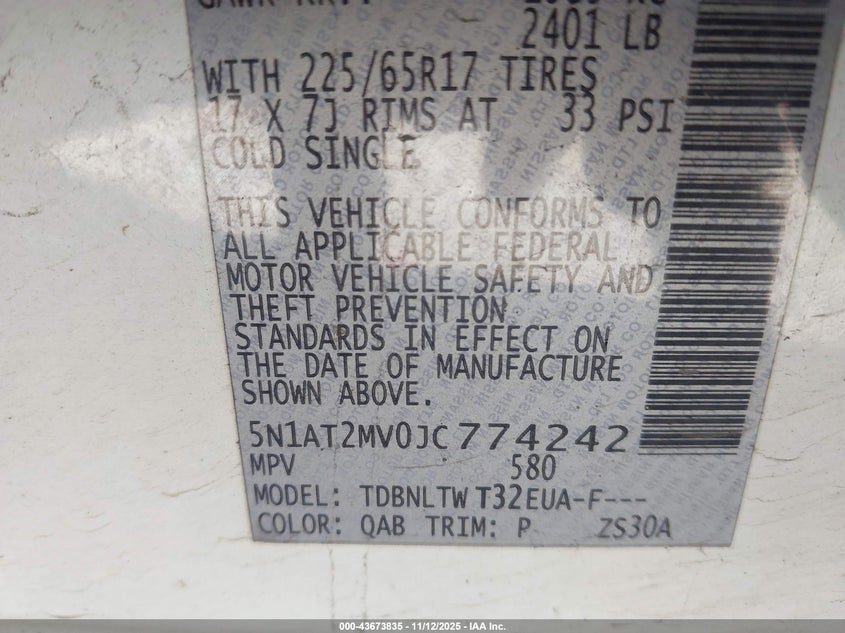 2401 LB
WITH 225/65R17 TIRES
17 X 7J RIMS AT 33 PSI
COLD SINGLE
THIS VEHICLE CONFORMS TO
ALL APPLICABLE FEDERAL
MOTOR VEHICLE SAFETY AND
THEFT PREVENTION
STANDARDS IN EFFECT ON
THE DATE OF MANUFACTURE
SHOWN ABOVE.
5N1AT2MV0JC774242
MPV 580
MODEL: TDBNLTW T32EUA-F---
COLOR: QAB TRIM: P ZS30A
000-43673835 - 11/12/2025 - IAA Inc.